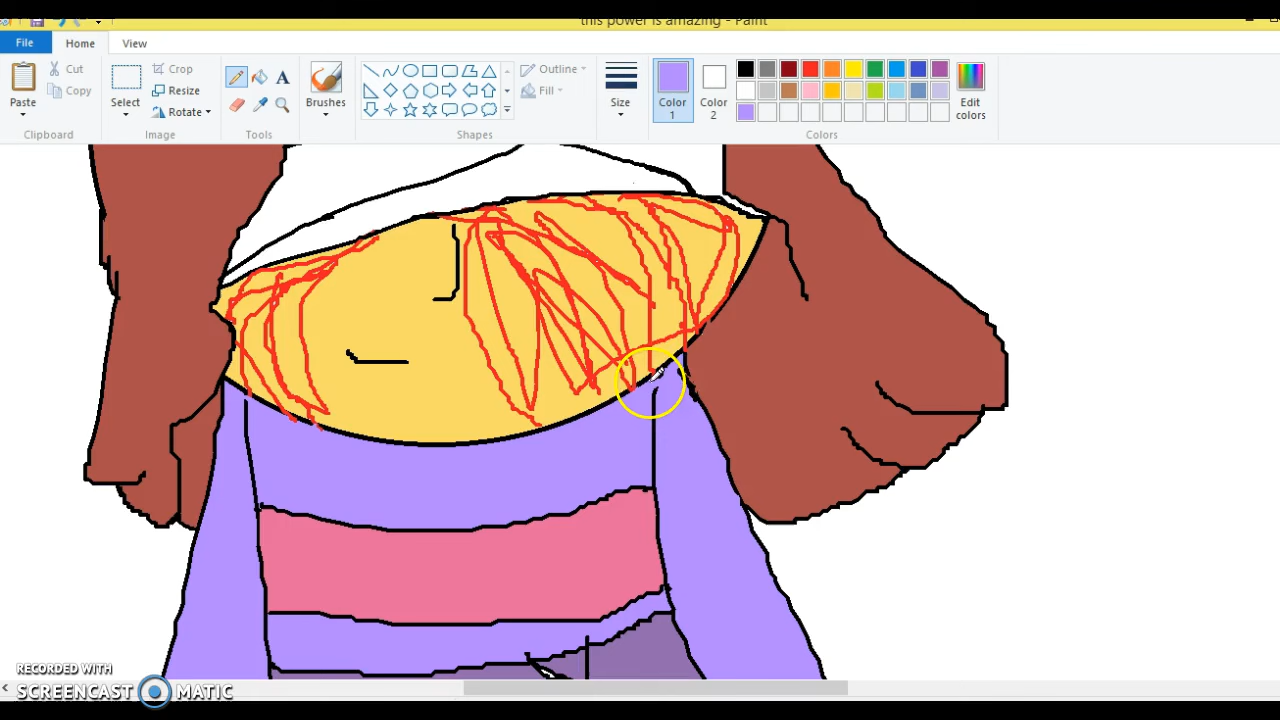 this power is amazing - Paint
File
Home
View
Paste
Cut
Copy
Clipboard
Select
Crop
Resize
Rotate
Image
A
Tools
Brushes
Outline
Fill
Shapes
Size
Color 1
Color 2
Edit colors
Colors
RECORDED WITH
SCREENCAST MATIC